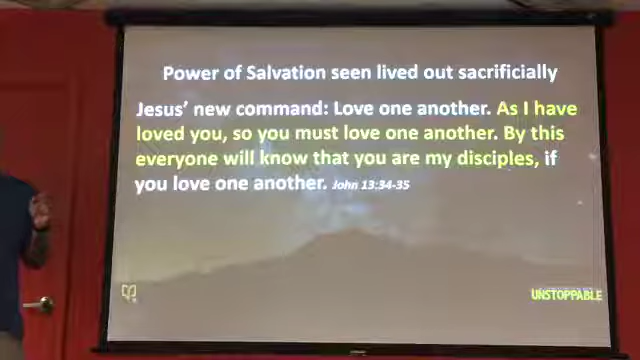 Power of Salvation seen lived out sacrificially
Jesus' new command: Love one another. As I have
loved you, so you must love one another. By this
everyone will know that you are my disciples, if
you love one another. John 13:34-35
UNSTOPPABLE